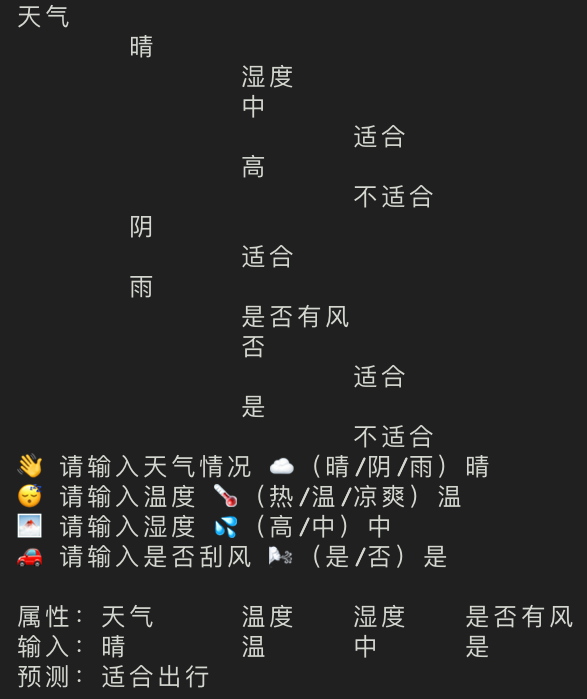 天气
晴
湿度
中
适合
高
不适合
阴
适合
雨
是否有风
否
适合
是
不适合
👋 请输入天气情况 ☁️ (晴/阴/雨) 晴
😴 请输入温度 🌡️ (热/温/凉爽) 温
🌁 请输入湿度 💦 (高/中) 中
🚗 请输入是否刮风 🌬️ (是/否) 是
属性: 天气 温度 湿度 是否有风
输入: 晴 温 中 是
预测: 适合出行